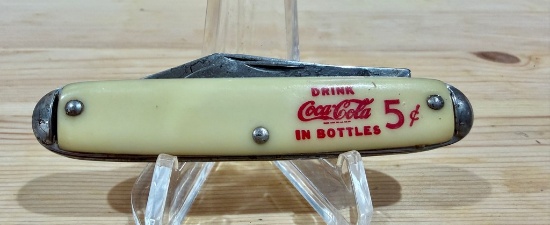 DRINK
Coca-Cola 5¢
IN BOTTLES